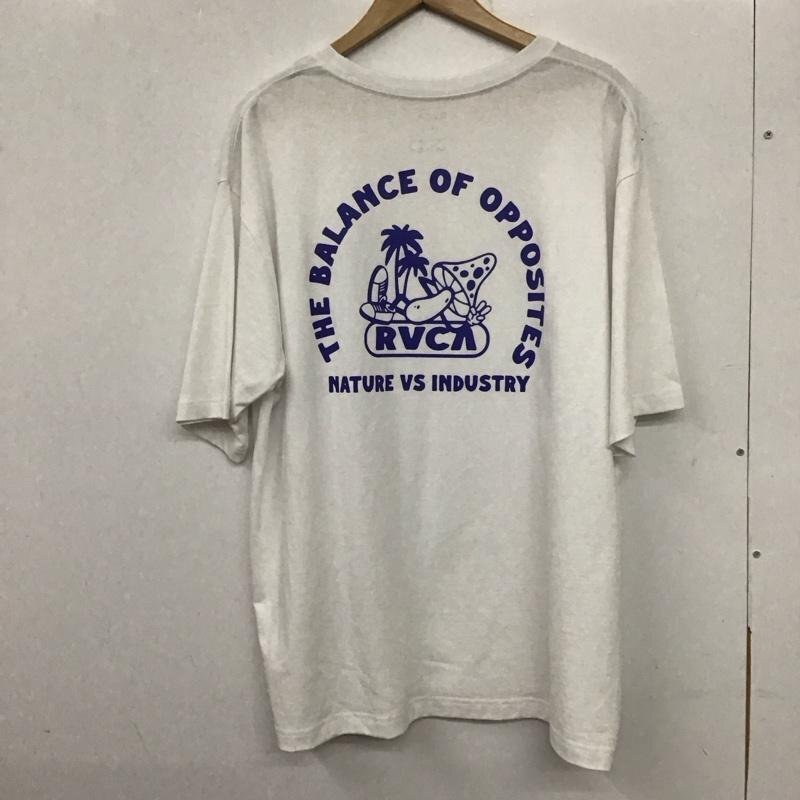 THE BALANCE OF OPPOSITES
RVCA
NATURE VS INDUSTRY